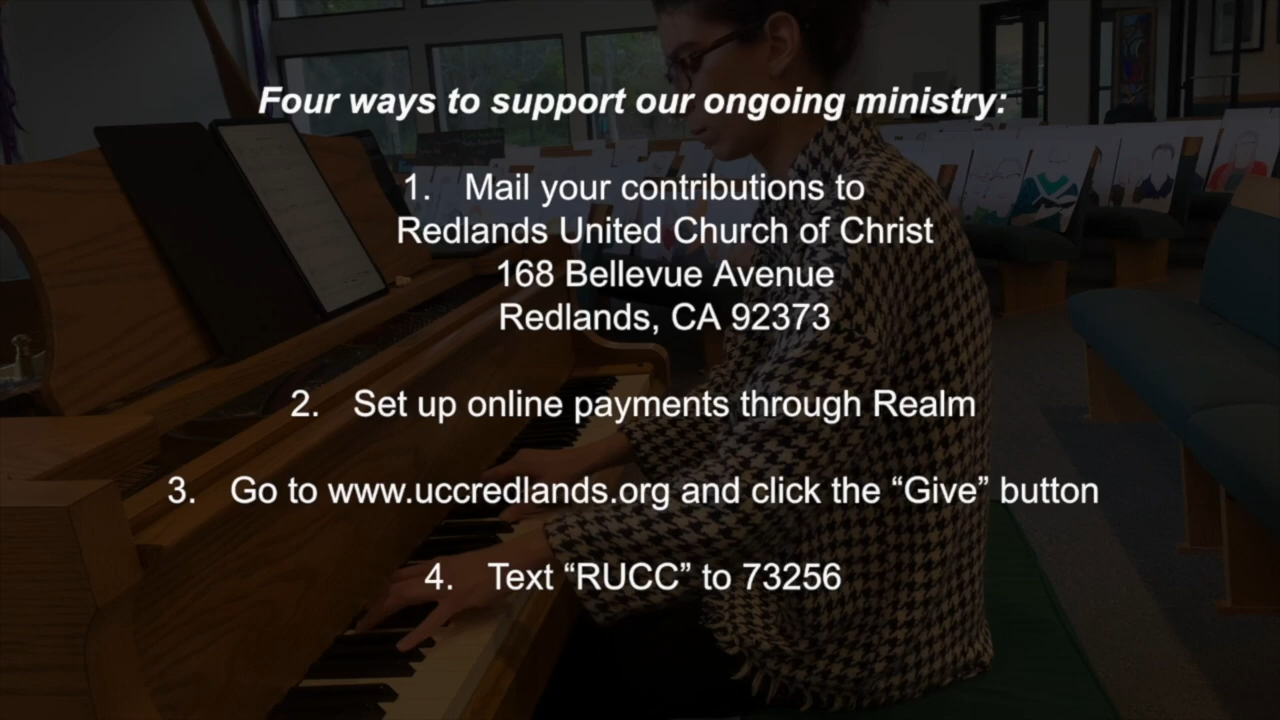 Four ways to support our ongoing ministry:
1. Mail your contributions to
Redlands United Church of Christ
168 Bellevue Avenue
Redlands, CA 92373
2. Set up online payments through Realm
3. Go to www.uccredlands.org and click the “Give” button
4. Text “RUCC” to 73256